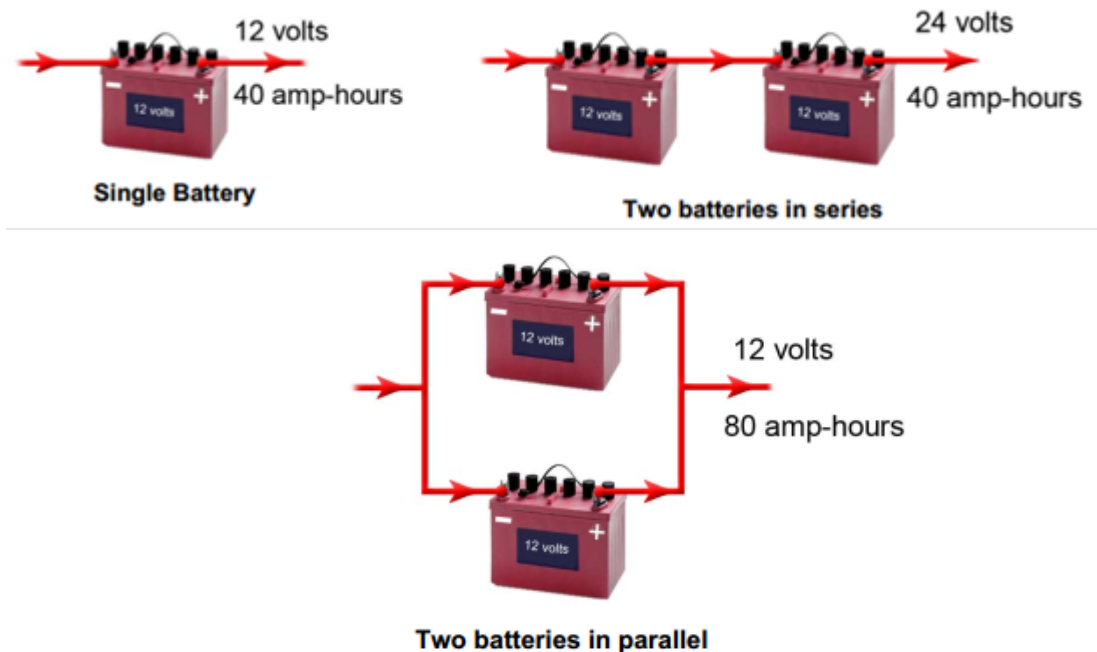 12 volts
40 amp-hours
12 volts
−
+
Single Battery
24 volts
40 amp-hours
12 volts
−
+
12 volts
−
+
Two batteries in series
12 volts
−
+
12 volts
80 amp-hours
12 volts
−
+
Two batteries in parallel